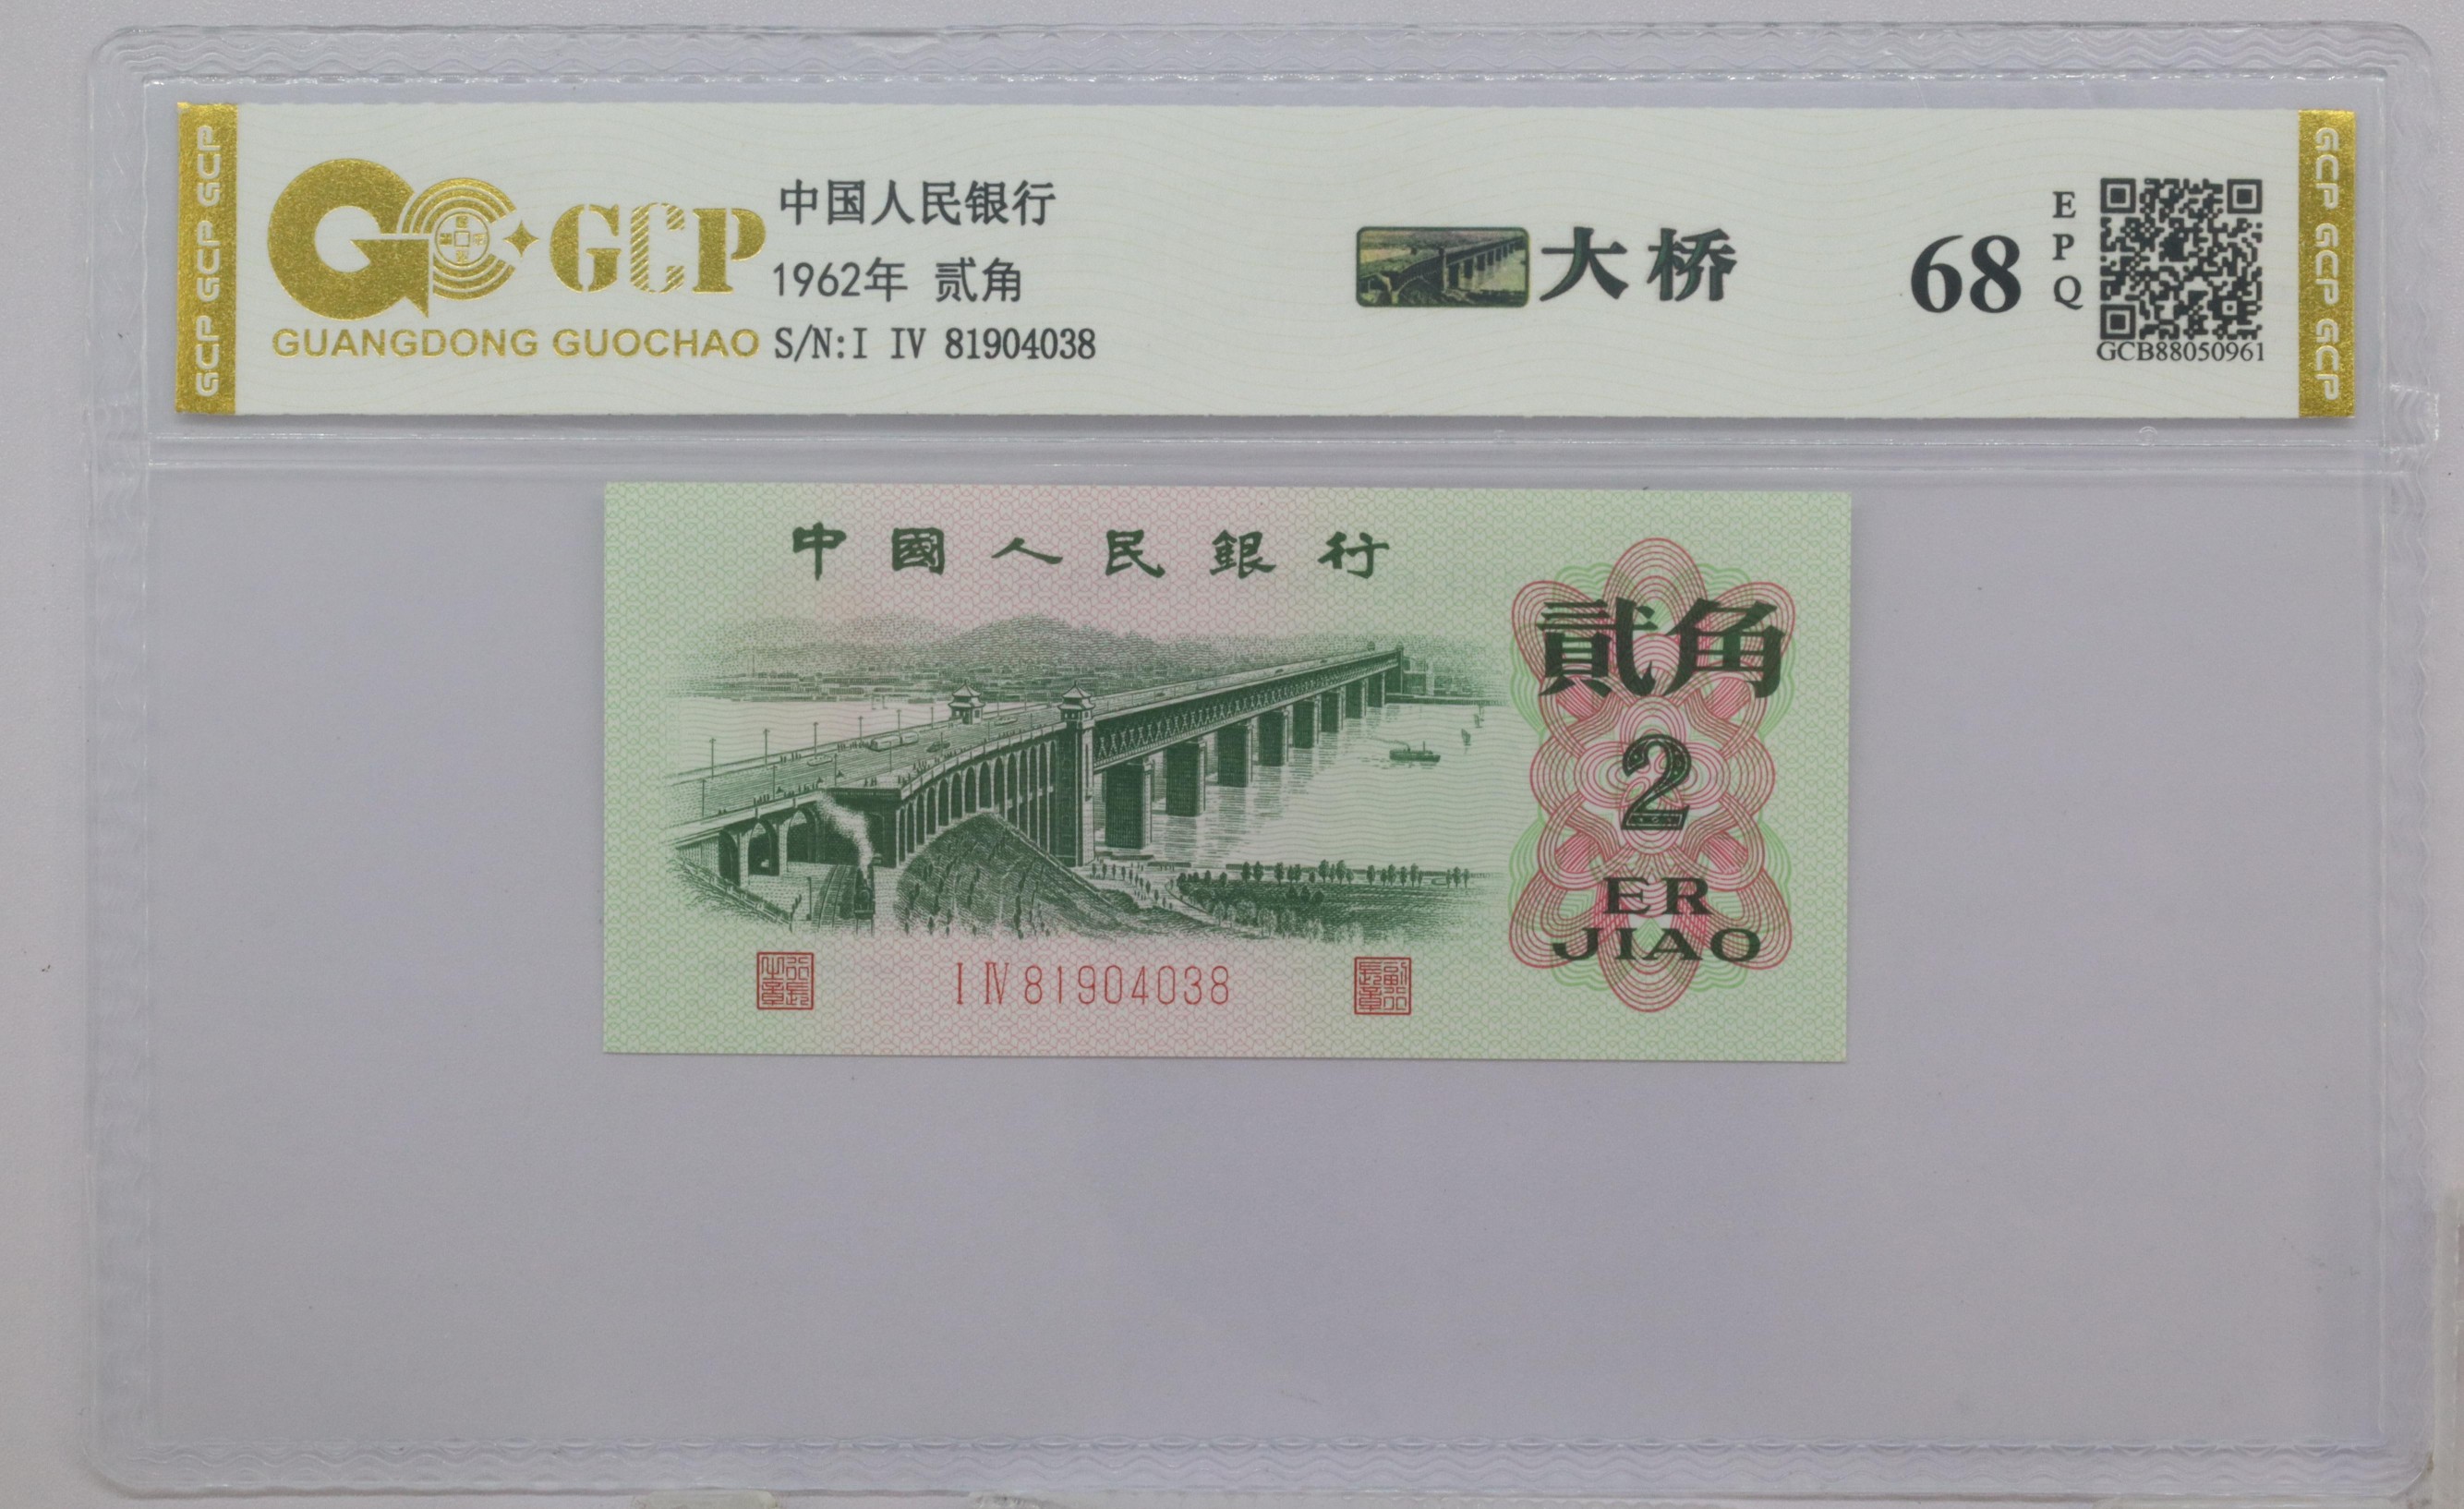 GCP GCP GCP
GCP
GUANGDONG GUOCHAO
中国人民银行
1962年 贰角
S/N:I IV 81904038
大桥
68
E
P
Q
GCB88050961
GCP GCP GCP
中國人民銀行
貳角
2
ER
JIAO
I IV 81904038